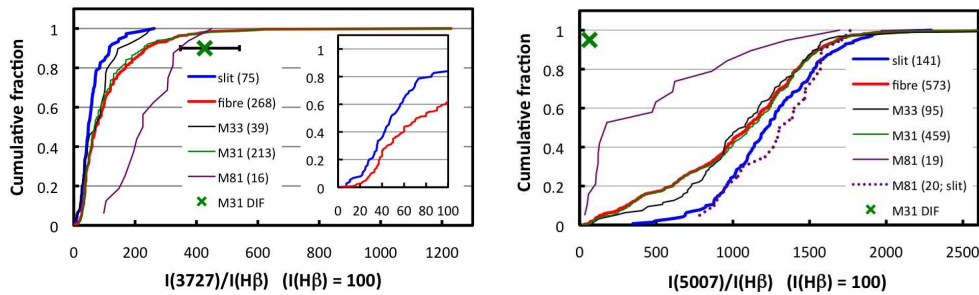 Cumulative fraction
1
0.8
0.6
0.4
0.2
0
0 200 400 600 800 1000 1200
I(3727)/I(Hβ) (I(Hβ) = 100)
slit (75)
fibre (268)
M33 (39)
M31 (213)
M81 (16)
M31 DIF
1
0.8
0.6
0.4
0.2
0
0 20 40 60 80 100
Cumulative fraction
1
0.8
0.6
0.4
0.2
0
0 500 1000 1500 2000 2500
I(5007)/I(Hβ) (I(Hβ) = 100)
slit (141)
fibre (573)
M33 (95)
M31 (459)
M81 (19)
M81 (20; slit)
M31 DIF